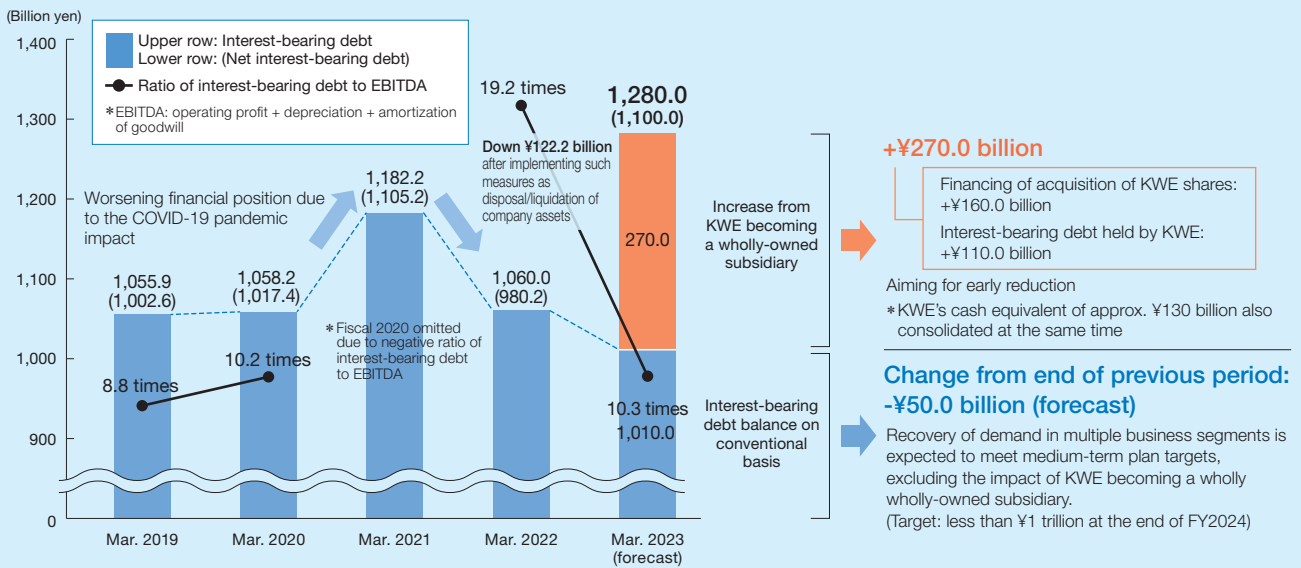 (Billion yen)
1,400
1,300
1,200
1,100
1,000
900
0
Upper row: Interest-bearing debt
Lower row: (Net interest-bearing debt)
Ratio of interest-bearing debt to EBITDA
*EBITDA: operating profit + depreciation + amortization
of goodwill
Worsening financial position due
to the COVID-19 pandemic
impact
1,055.9
(1,002.6)
8.8 times
1,058.2
(1,017.4)
10.2 times
1,182.2
(1,105.2)
*Fiscal 2020 omitted
due to negative ratio of
interest-bearing debt
to EBITDA
19.2 times
Down ¥122.2 billion
after implementing such
measures as
disposal/liquidation of
company assets
1,060.0
(980.2)
1,280.0
(1,100.0)
270.0
10.3 times
1,010.0
Mar. 2019
Mar. 2020
Mar. 2021
Mar. 2022
Mar. 2023
(forecast)
Increase from
KWE becoming
a wholly-owned
subsidiary
Interest-bearing
debt balance on
conventional
basis
+¥270.0 billion
Financing of acquisition of KWE shares:
+¥160.0 billion
Interest-bearing debt held by KWE:
+¥110.0 billion
Aiming for early reduction
*KWE's cash equivalent of approx. ¥130 billion also
consolidated at the same time
Change from end of previous period:
-¥50.0 billion (forecast)
Recovery of demand in multiple business segments is
expected to meet medium-term plan targets,
excluding the impact of KWE becoming a wholly
wholly-owned subsidiary.
(Target: less than ¥1 trillion at the end of FY2024)